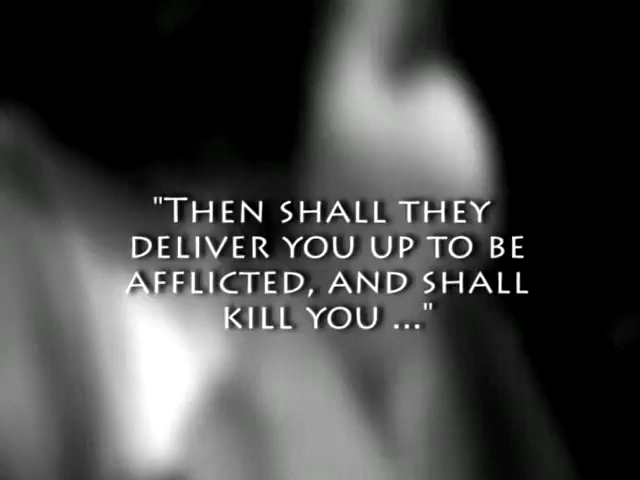 "Then shall they
deliver you up to be
afflicted, and shall
kill you ..."